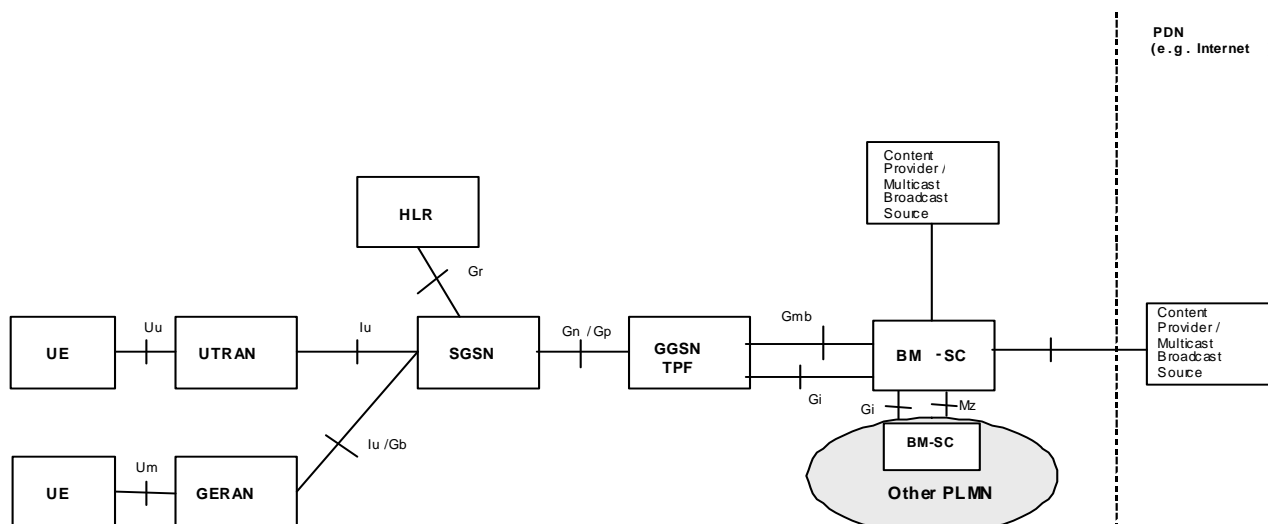 PDN
(e.g. Internet
Content
Provider /
Multicast
Broadcast
Source
HLR
Gr
Uu
Iu
Gn / Gp
Gmb
UE
UTRAN
SGSN
GGSN
TPF
BM -SC
Content
Provider /
Multicast
Broadcast
Source
Gi
Gi
Mz
Iu /Gb
BM-SC
Um
UE
GERAN
Other PLMN